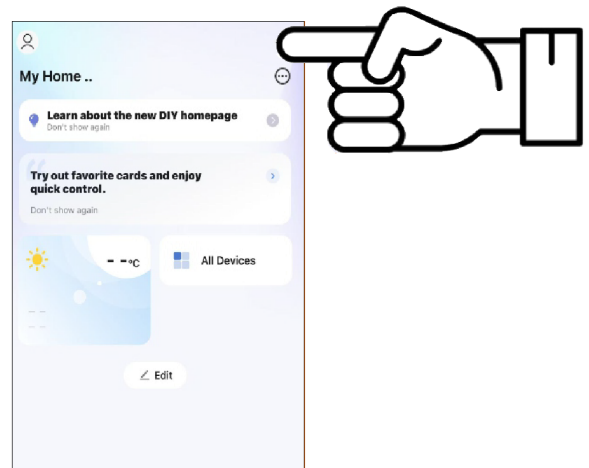 My Home ..
Learn about the new DIY homepage
Don't show again
Try out favorite cards and enjoy
quick control.
Don't show again
- -°C
All Devices
- -
- -
Edit